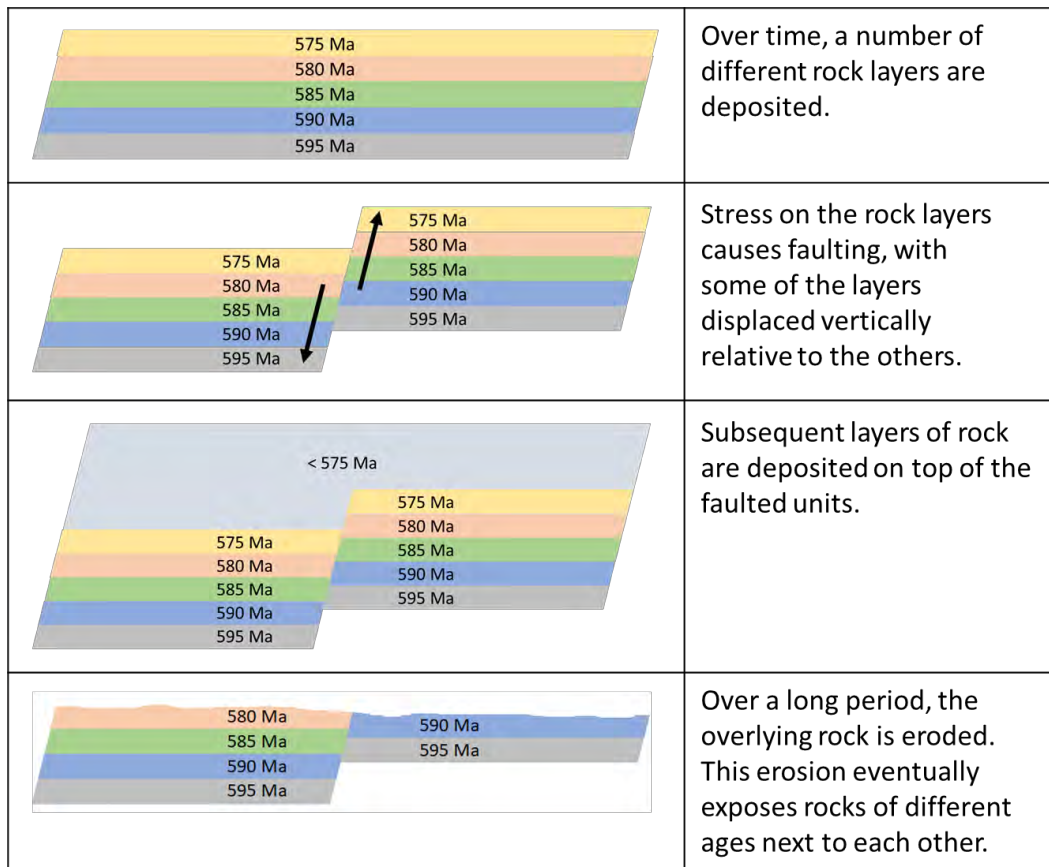 575 Ma
580 Ma
585 Ma
590 Ma
595 Ma
Over time, a number of
different rock layers are
deposited.
575 Ma
580 Ma
585 Ma
590 Ma
595 Ma
575 Ma
580 Ma
585 Ma
590 Ma
595 Ma
Stress on the rock layers
causes faulting, with
some of the layers
displaced vertically
relative to the others.
< 575 Ma
575 Ma
580 Ma
585 Ma
590 Ma
595 Ma
575 Ma
580 Ma
585 Ma
590 Ma
595 Ma
Subsequent layers of rock
are deposited on top of the
faulted units.
580 Ma
585 Ma
590 Ma
595 Ma
590 Ma
595 Ma
Over a long period, the
overlying rock is eroded.
This erosion eventually
exposes rocks of different
ages next to each other.